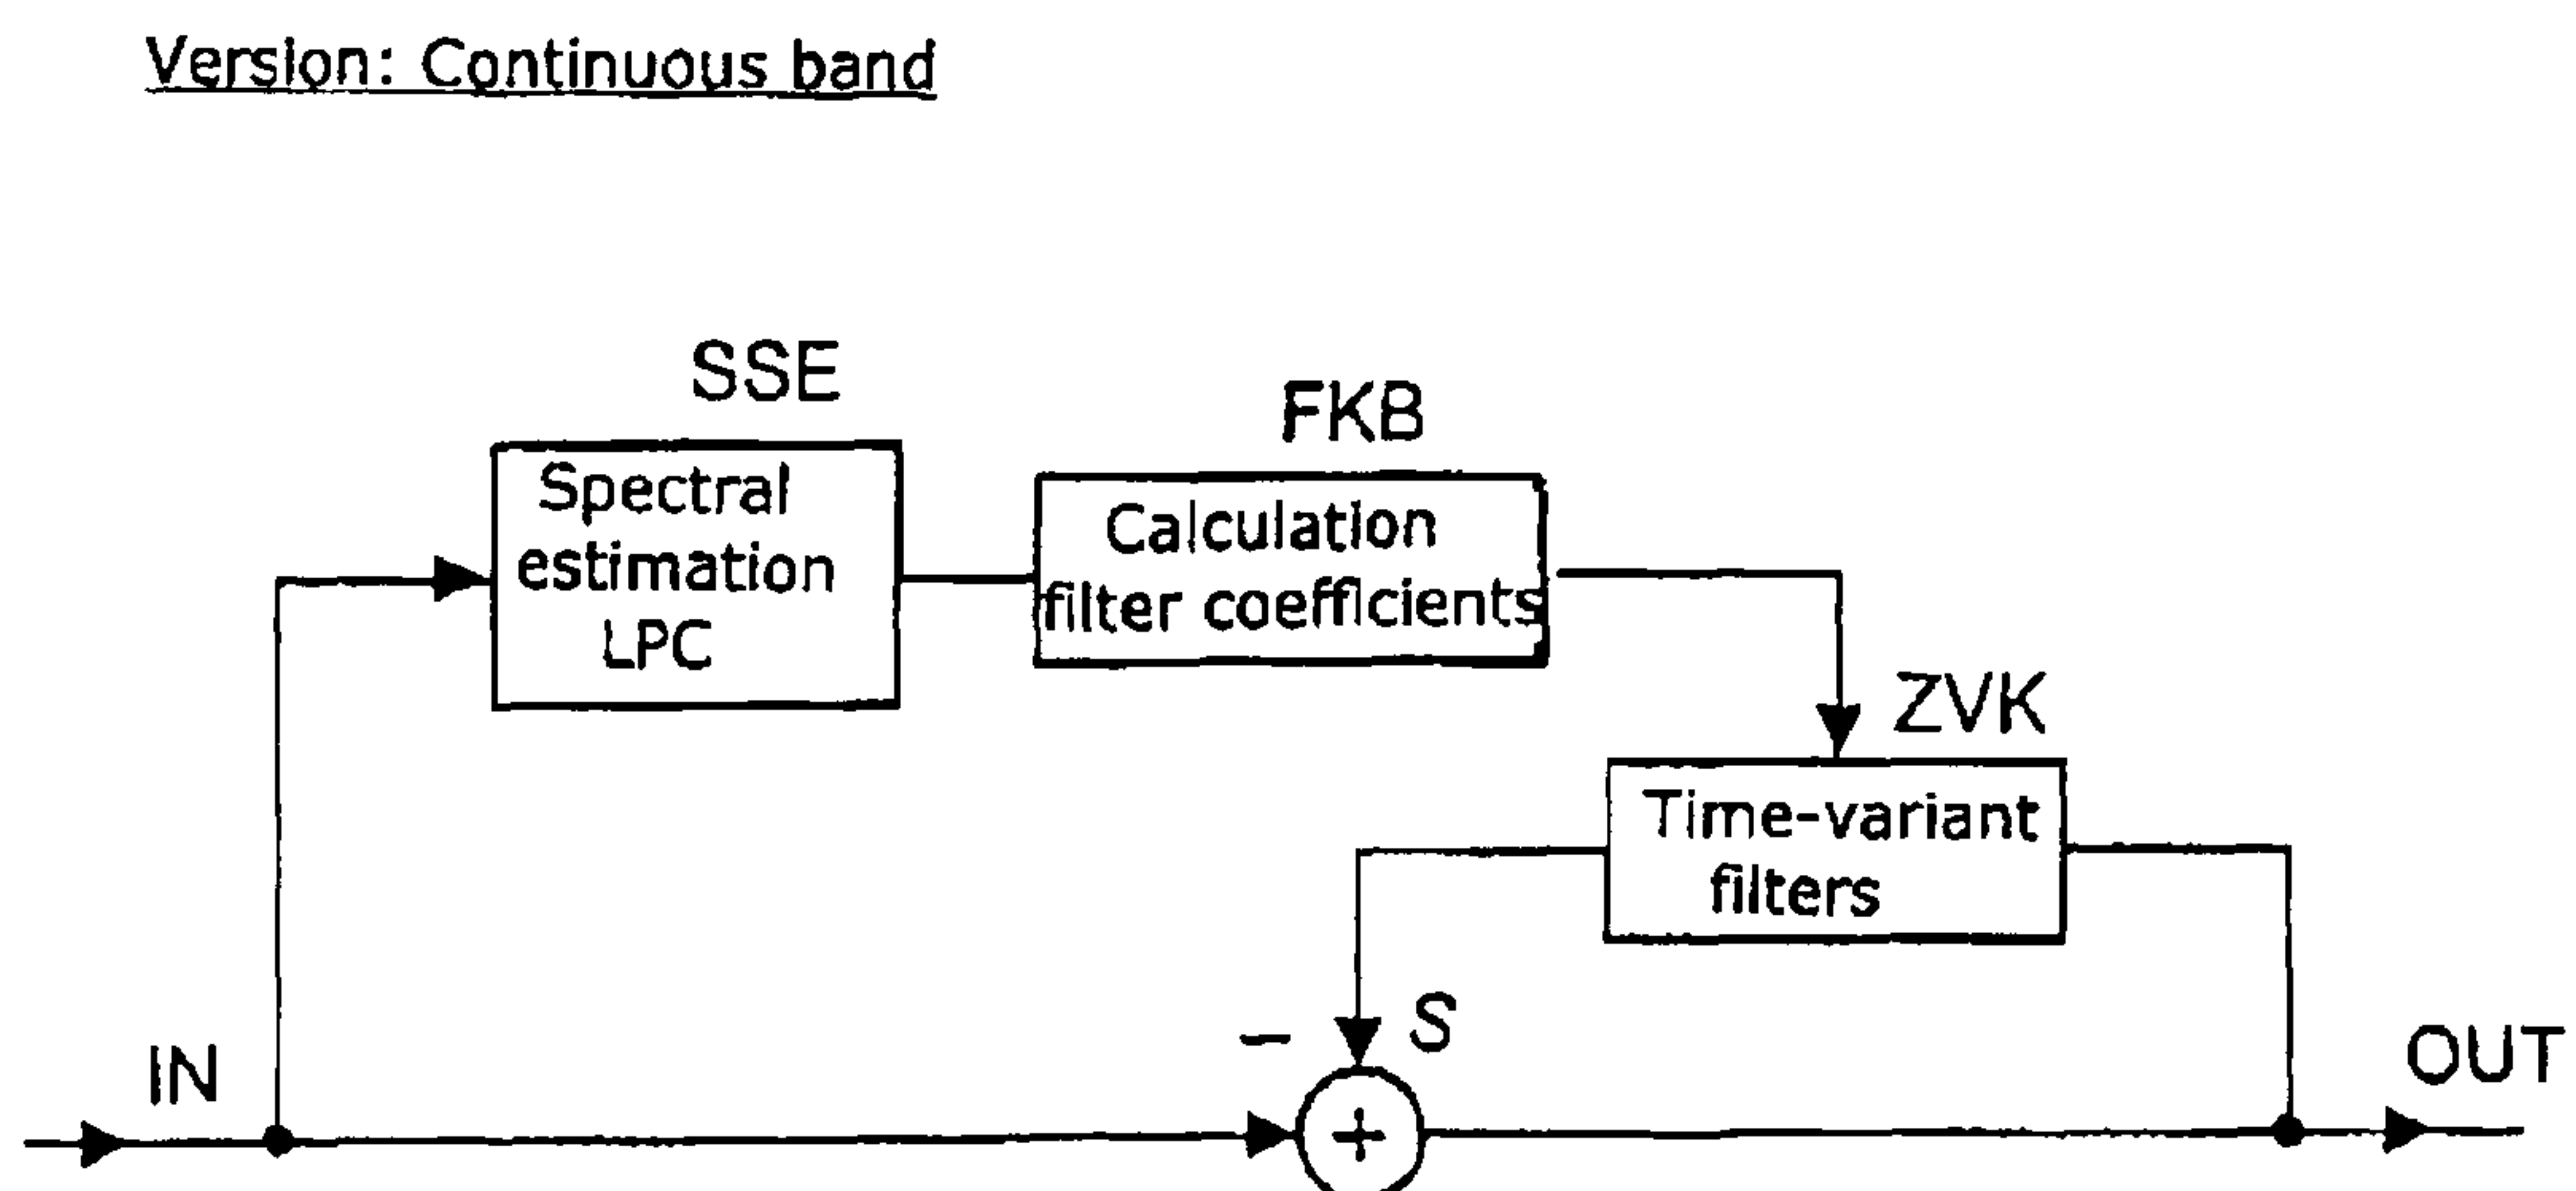 Version: Continuous band
SSE
FKB
Spectral
estimation
LPC
Calculation
filter coefficients
ZVK
Time-variant
filters
– S
IN
OUT
+